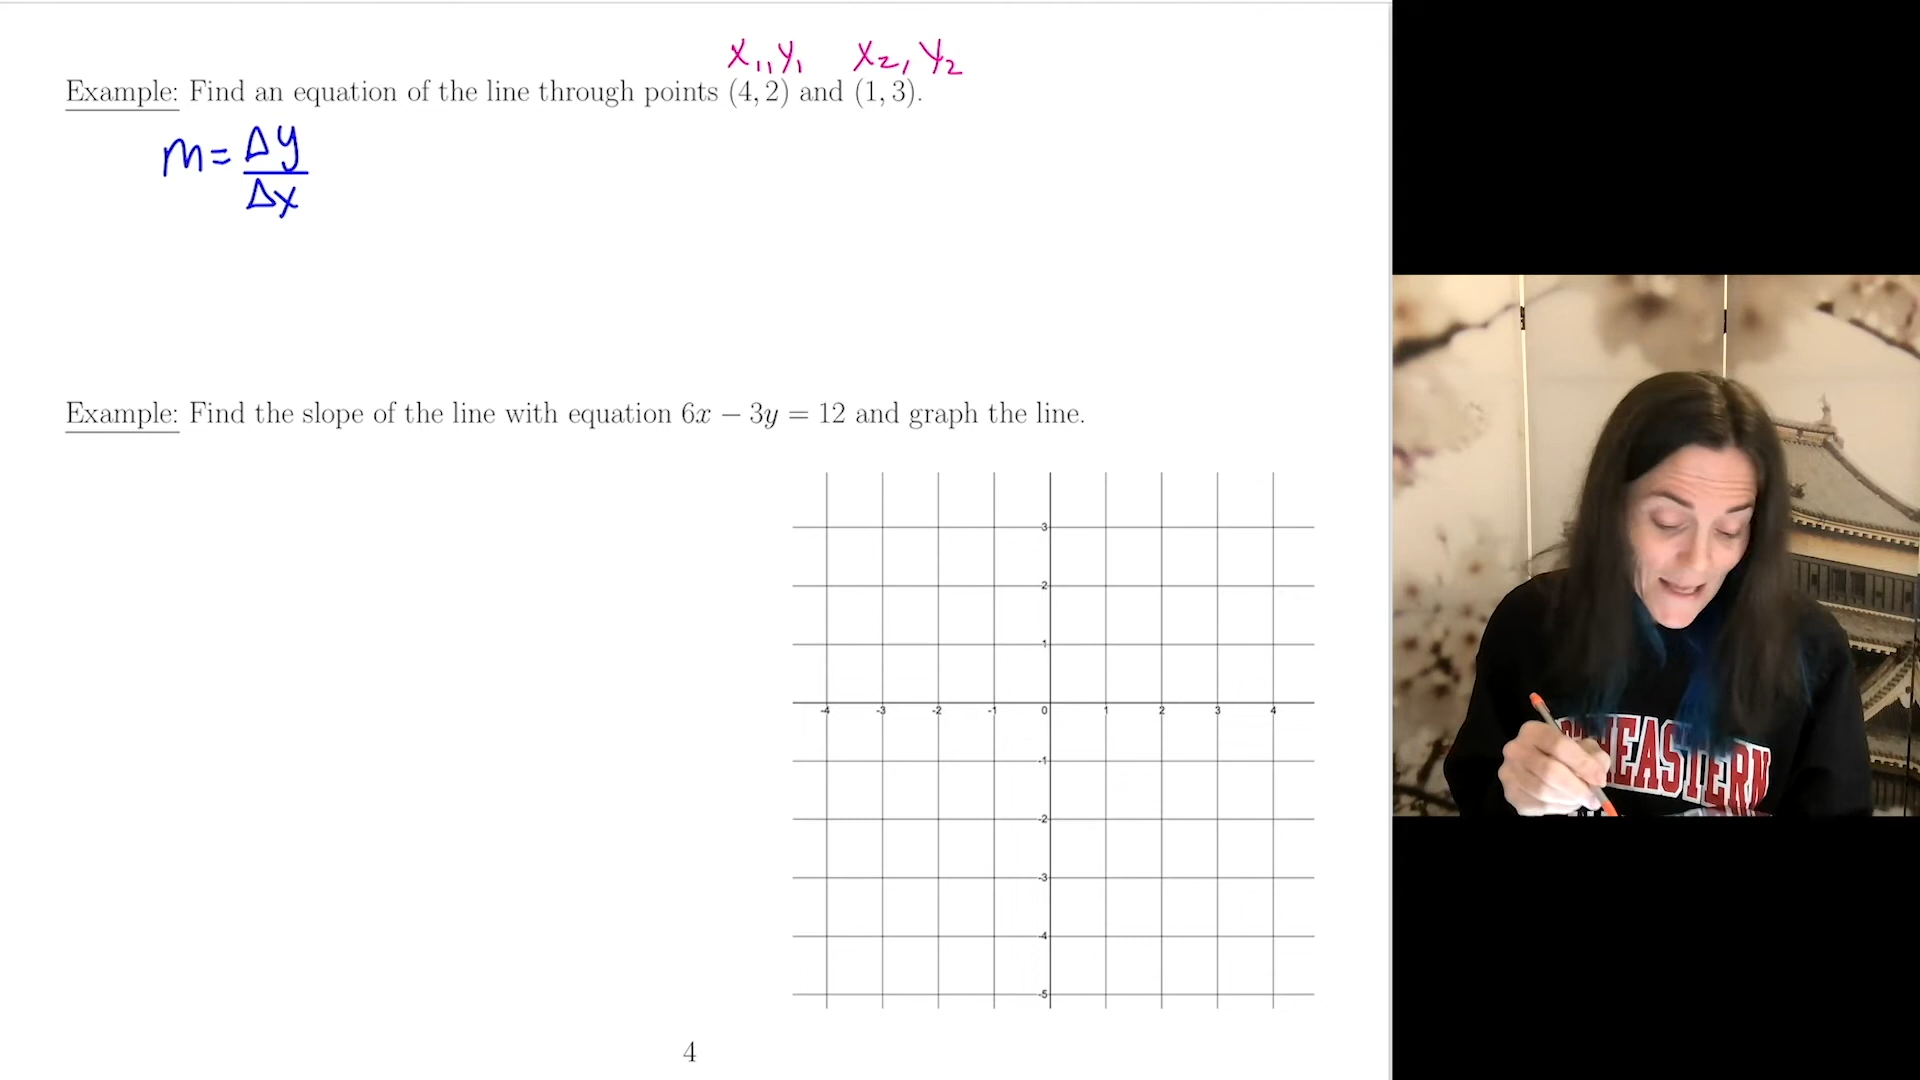 x₁, y₁ x₂, y₂
Example: Find an equation of the line through points (4, 2) and (1, 3).
m = Δy
Δx
Example: Find the slope of the line with equation 6x − 3y = 12 and graph the line.
3
2
1
-4 -3 -2 -1 0 1 2 3 4
-1
-2
-3
-4
-5
4